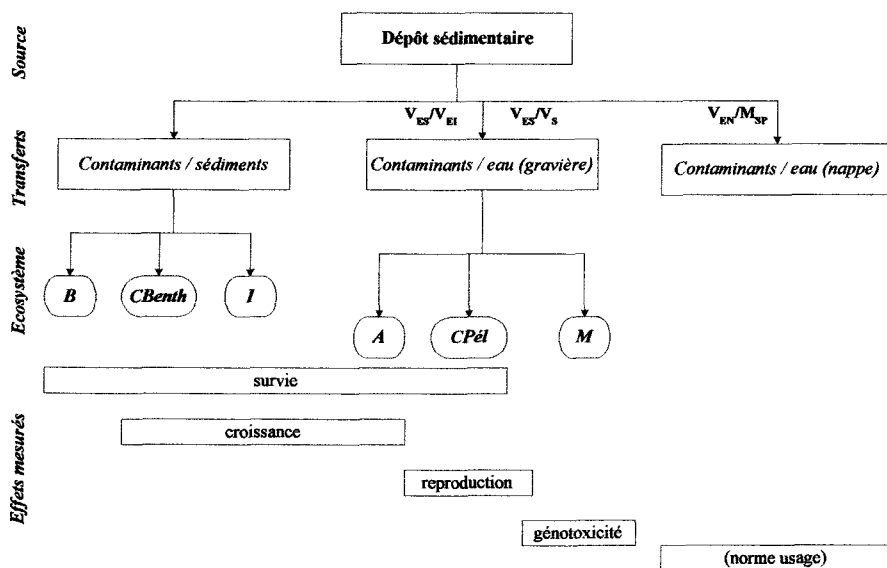 Source
Dépôt sédimentaire
V_ES/V_EI
V_ES/V_S
V_EN/M_SP
Transferts
Contaminants / sédiments
Contaminants / eau (gravière)
Contaminants / eau (nappe)
Ecosystème
B
CBenth
I
A
CPél
M
Effets mesurés
survie
croissance
reproduction
génotoxicité
(norme usage)